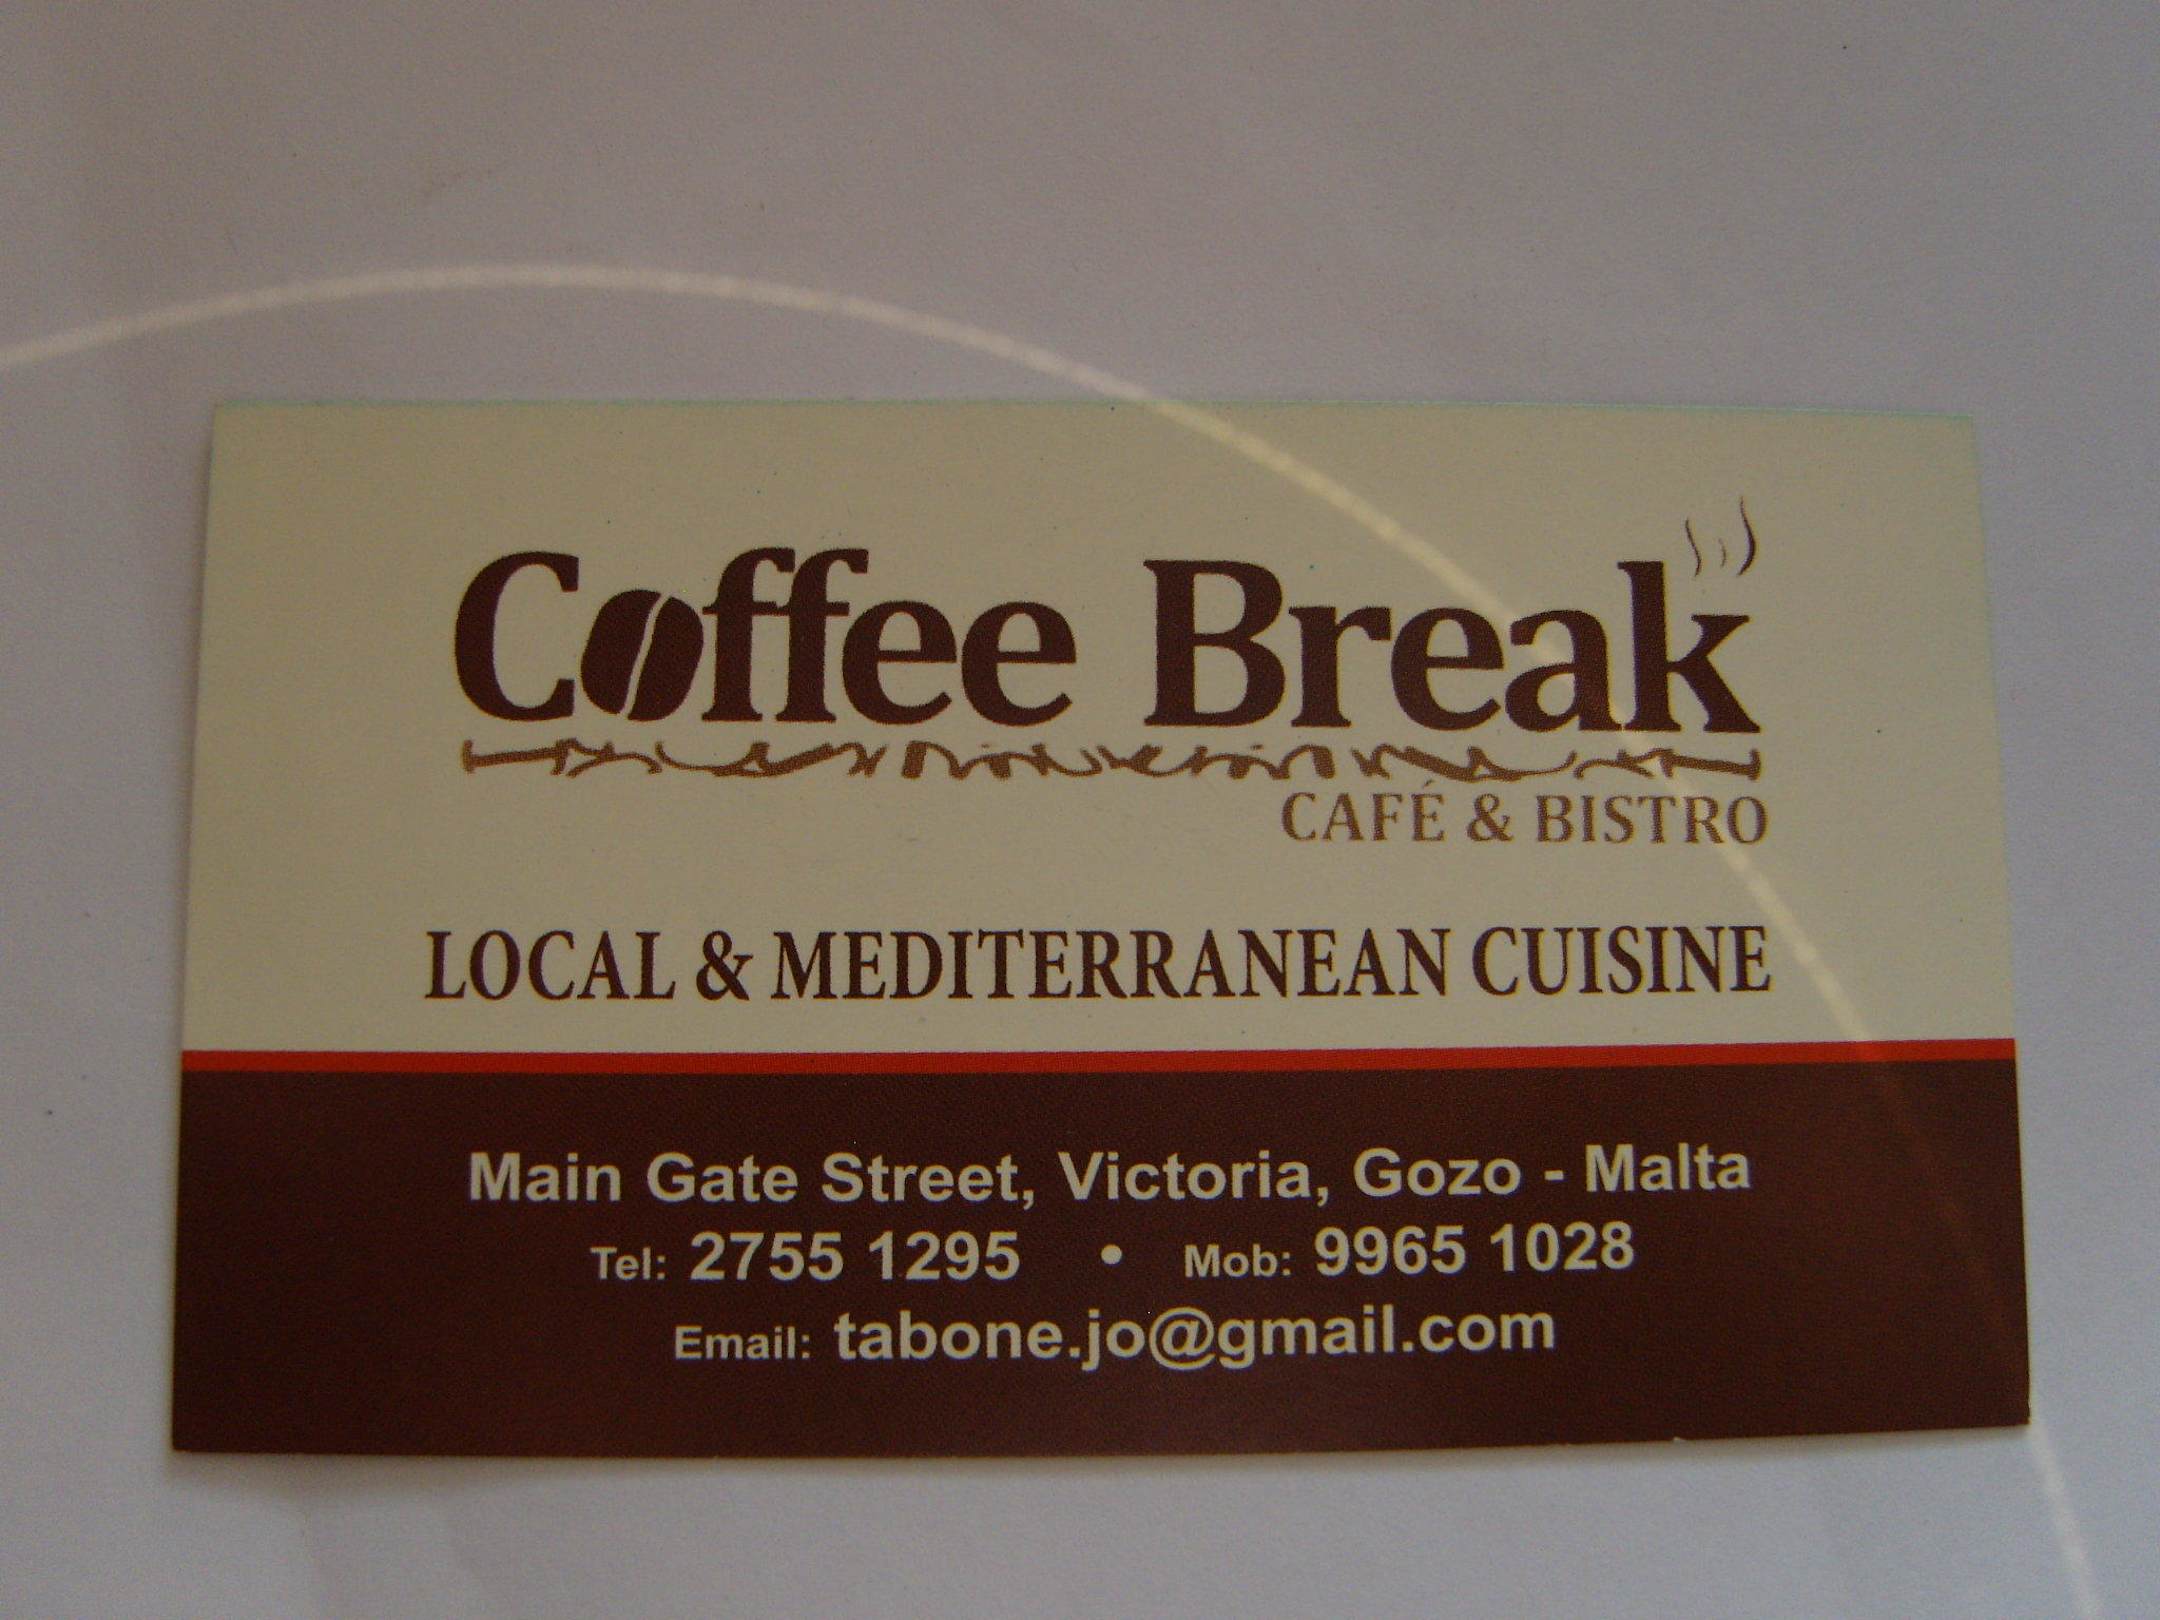 Coffee Break
CAFÉ & BISTRO
LOCAL & MEDITERRANEAN CUISINE
Main Gate Street, Victoria, Gozo - Malta
Tel: 2755 1295 • Mob: 9965 1028
Email: tabone.jo@gmail.com